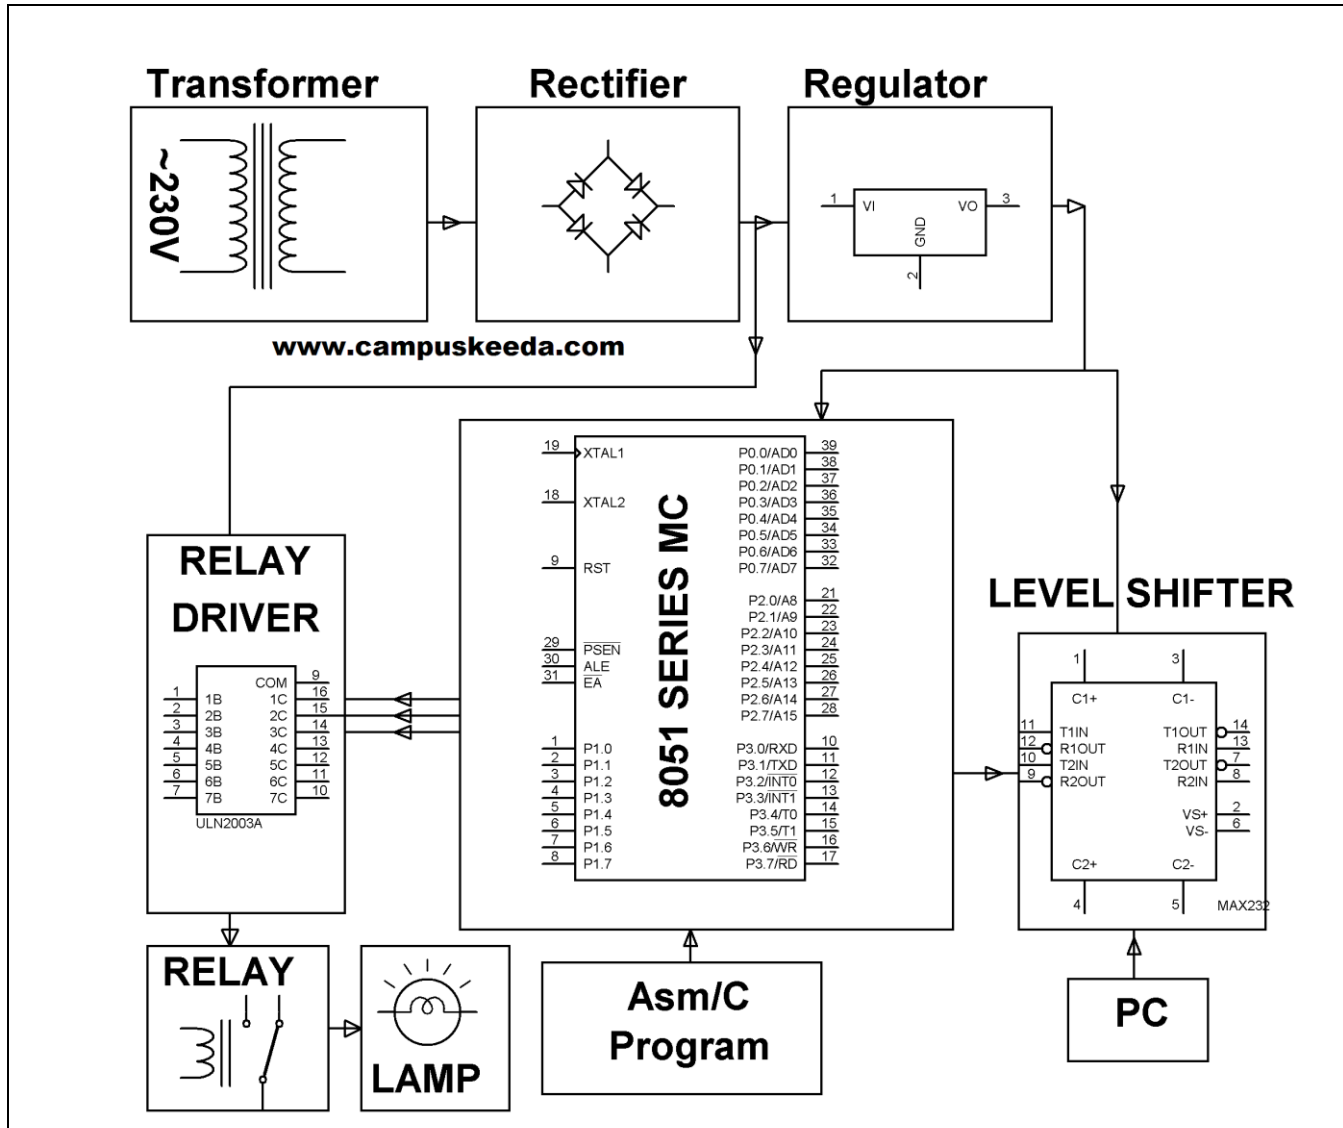 Transformer
Rectifier
Regulator
~230V
1 VI VO 3
GND
2
www.campuskeeda.com
RELAY
DRIVER
COM 9
1 1B 1C 16
2 2B 2C 15
3 3B 3C 14
4 4B 4C 13
5 5B 5C 12
6 6B 6C 11
7 7B 7C 10
ULN2003A
8051 SERIES MC
19 XTAL1
18 XTAL2
9 RST
29 PSEN
30 ALE
31 EA
1 P1.0
2 P1.1
3 P1.2
4 P1.3
5 P1.4
6 P1.5
7 P1.6
8 P1.7
P0.0/AD0 39
P0.1/AD1 38
P0.2/AD2 37
P0.3/AD3 36
P0.4/AD4 35
P0.5/AD5 34
P0.6/AD6 33
P0.7/AD7 32
P2.0/A8 21
P2.1/A9 22
P2.2/A10 23
P2.3/A11 24
P2.4/A12 25
P2.5/A13 26
P2.6/A14 27
P2.7/A15 28
P3.0/RXD 10
P3.1/TXD 11
P3.2/INT0 12
P3.3/INT1 13
P3.4/T0 14
P3.5/T1 15
P3.6/WR 16
P3.7/RD 17
LEVEL SHIFTER
1 3
C1+ C1-
11 T1IN T1OUT 14
12 R1OUT R1IN 13
10 T2IN T2OUT 7
9 R2OUT R2IN 8
VS+ 2
VS- 6
C2+ C2-
4 5
MAX232
RELAY
LAMP
Asm/C
Program
PC